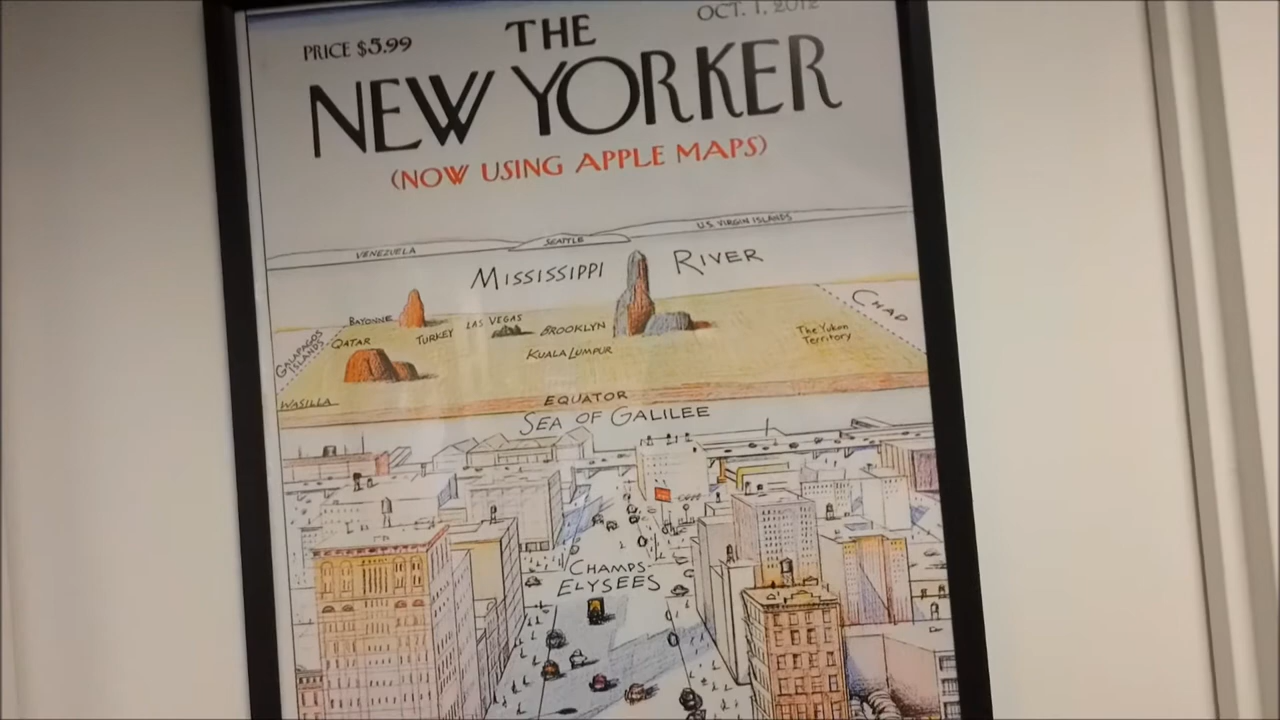 THE
OCT. 1, 2012
PRICE $5.99
NEW YORKER
(NOW USING APPLE MAPS)
VENEZUELA
SEATTLE
U.S. VIRGIN ISLANDS
MISSISSIPPI RIVER
CHAD
GALAPAGOS
ISLANDS
BAYONNE
LAS VEGAS
QATAR
TURKEY
BROOKLYN
The Yukon
Territory
KUALA LUMPUR
WASILLA
EQUATOR
SEA OF GALILEE
CHAMPS-
ELYSEES